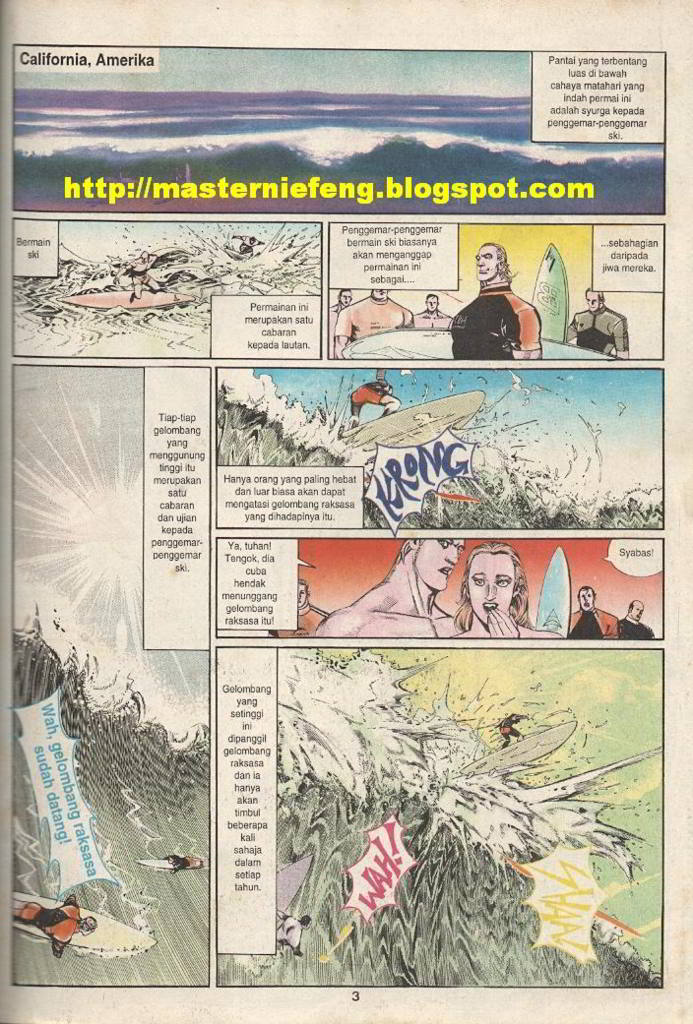 California, Amerika
Pantai yang terbentang
luas di bawah
cahaya matahari yang
indah permai ini
adalah syurga kepada
penggemar-penggemar
ski.
http://masterniefeng.blogspot.com
Bermain
ski
Permainan ini
merupakan satu
cabaran
kepada lautan.
Penggemar-penggemar
bermain ski biasanya
akan menganggap
permainan ini
sebagai....
...sebahagian
daripada
jiwa mereka.
Tiap-tiap
gelombang
yang
menggunung
tinggi itu
merupakan
satu
cabaran
dan ujian
kepada
penggemar-
penggemar
ski.
Wah, gelombang raksasa
sudah datang!
Hanya orang yang paling hebat
dan luar biasa akan dapat
mengatasi gelombang raksasa
yang dihadapinya itu.
KRONG
Ya, tuhan!
Tengok, dia
cuba
hendak
menunggang
gelombang
raksasa itu!
Syabas!
Gelombang
yang
setinggi
ini
dipanggil
gelombang
raksasa
dan ia
hanya
akan
timbul
beberapa
kali
sahaja
dalam
setiap
tahun.
WAH!
SHAA
3